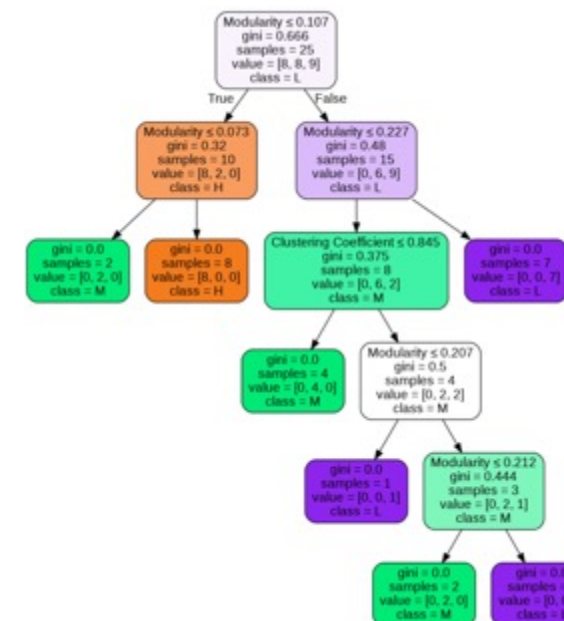 Modularity ≤ 0.107
gini = 0.666
samples = 25
value = [8, 8, 9]
class = L
True
False
Modularity ≤ 0.073
gini = 0.32
samples = 10
value = [8, 2, 0]
class = H
Modularity ≤ 0.227
gini = 0.48
samples = 15
value = [0, 6, 9]
class = L
gini = 0.0
samples = 2
value = [0, 2, 0]
class = M
gini = 0.0
samples = 8
value = [8, 0, 0]
class = H
Clustering Coefficient ≤ 0.845
gini = 0.375
samples = 8
value = [0, 6, 2]
class = M
gini = 0.0
samples = 7
value = [0, 0, 7]
class = L
gini = 0.0
samples = 4
value = [0, 4, 0]
class = M
Modularity ≤ 0.207
gini = 0.5
samples = 4
value = [0, 2, 2]
class = M
gini = 0.0
samples = 1
value = [0, 0, 1]
class = L
Modularity ≤ 0.212
gini = 0.444
samples = 3
value = [0, 2, 1]
class = M
gini = 0.0
samples = 2
value = [0, 2, 0]
class = M
gini =
samples =
value = [0,
class =